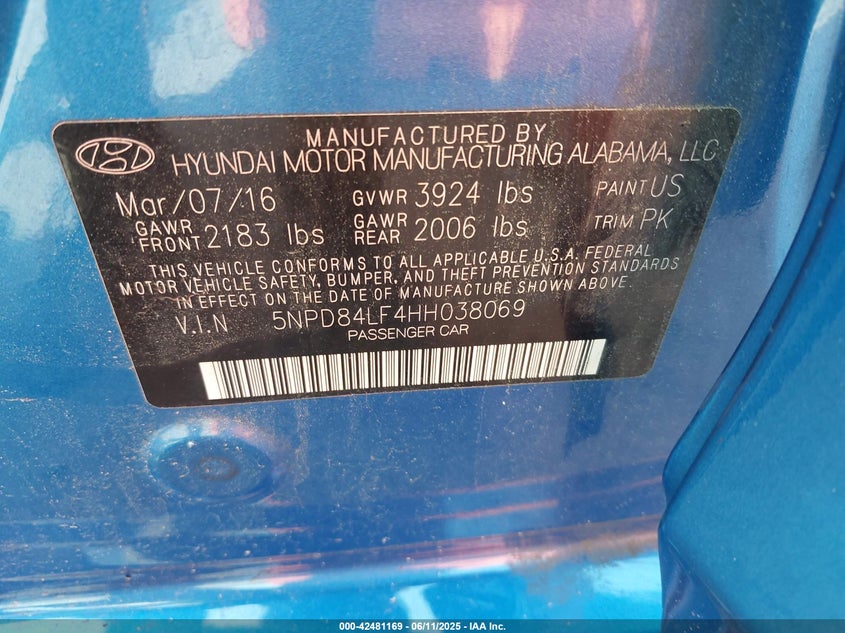 MANUFACTURED BY
HYUNDAI MOTOR MANUFACTURING ALABAMA, LLC
Mar/07/16 GVWR 3924 lbs PAINT US
GAWR FRONT 2183 lbs GAWR REAR 2006 lbs TRIM PK
THIS VEHICLE CONFORMS TO ALL APPLICABLE U.S.A. FEDERAL
MOTOR VEHICLE SAFETY, BUMPER, AND THEFT PREVENTION STANDARDS
IN EFFECT ON THE DATE OF MANUFACTURE SHOWN ABOVE.
V.I.N 5NPD84LF4HH038069
PASSENGER CAR
000-42481169 - 06/11/2025 - IAA Inc.